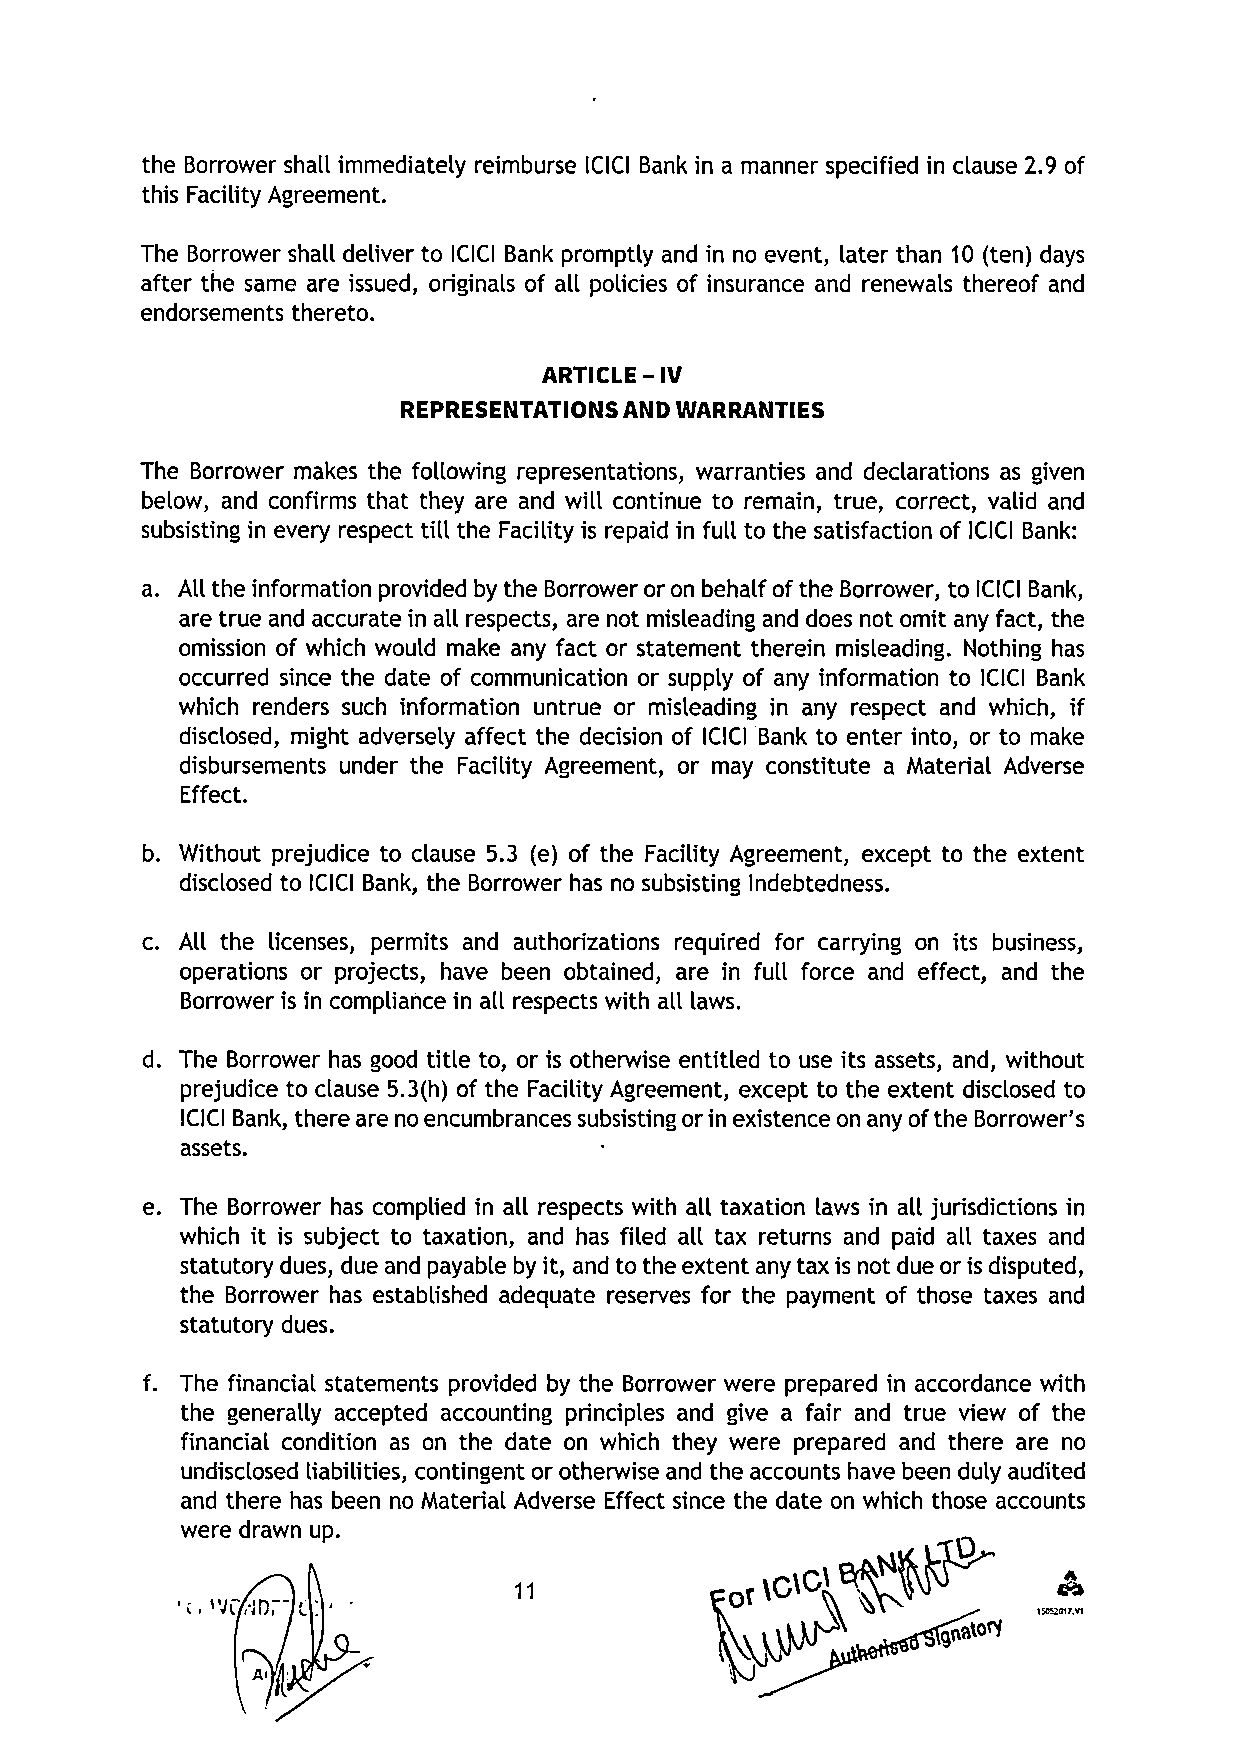 the Borrower shall immediately reimburse ICICI Bank in a manner specified in clause 2.9 of
this Facility Agreement.
The Borrower shall deliver to ICICI Bank promptly and in no event, later than 10 (ten) days
after the same are issued, originals of all policies of insurance and renewals thereof and
endorsements thereto.
ARTICLE – IV
REPRESENTATIONS AND WARRANTIES
The Borrower makes the following representations, warranties and declarations as given
below, and confirms that they are and will continue to remain, true, correct, valid and
subsisting in every respect till the Facility is repaid in full to the satisfaction of ICICI Bank:
a. All the information provided by the Borrower or on behalf of the Borrower, to ICICI Bank,
are true and accurate in all respects, are not misleading and does not omit any fact, the
omission of which would make any fact or statement therein misleading. Nothing has
occurred since the date of communication or supply of any information to ICICI Bank
which renders such information untrue or misleading in any respect and which, if
disclosed, might adversely affect the decision of ICICI Bank to enter into, or to make
disbursements under the Facility Agreement, or may constitute a Material Adverse
Effect.
b. Without prejudice to clause 5.3 (e) of the Facility Agreement, except to the extent
disclosed to ICICI Bank, the Borrower has no subsisting Indebtedness.
c. All the licenses, permits and authorizations required for carrying on its business,
operations or projects, have been obtained, are in full force and effect, and the
Borrower is in compliance in all respects with all laws.
d. The Borrower has good title to, or is otherwise entitled to use its assets, and, without
prejudice to clause 5.3(h) of the Facility Agreement, except to the extent disclosed to
ICICI Bank, there are no encumbrances subsisting or in existence on any of the Borrower's
assets.
e. The Borrower has complied in all respects with all taxation laws in all jurisdictions in
which it is subject to taxation, and has filed all tax returns and paid all taxes and
statutory dues, due and payable by it, and to the extent any tax is not due or is disputed,
the Borrower has established adequate reserves for the payment of those taxes and
statutory dues.
f. The financial statements provided by the Borrower were prepared in accordance with
the generally accepted accounting principles and give a fair and true view of the
financial condition as on the date on which they were prepared and there are no
undisclosed liabilities, contingent or otherwise and the accounts have been duly audited
and there has been no Material Adverse Effect since the date on which those accounts
were drawn up.
11
For ICICI BANK LTD.
Authorised Signatory
15052017.V1